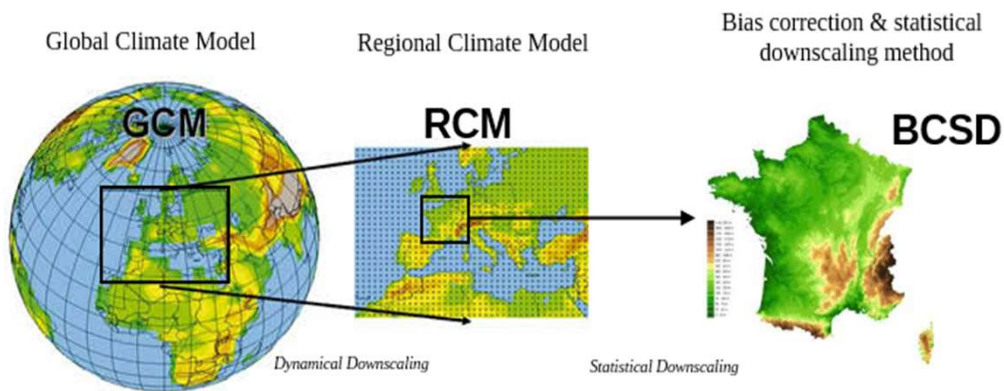 Global Climate Model
Regional Climate Model
Bias correction & statistical
downscaling method
GCM
RCM
BCSD
Dynamical Downscaling
Statistical Downscaling